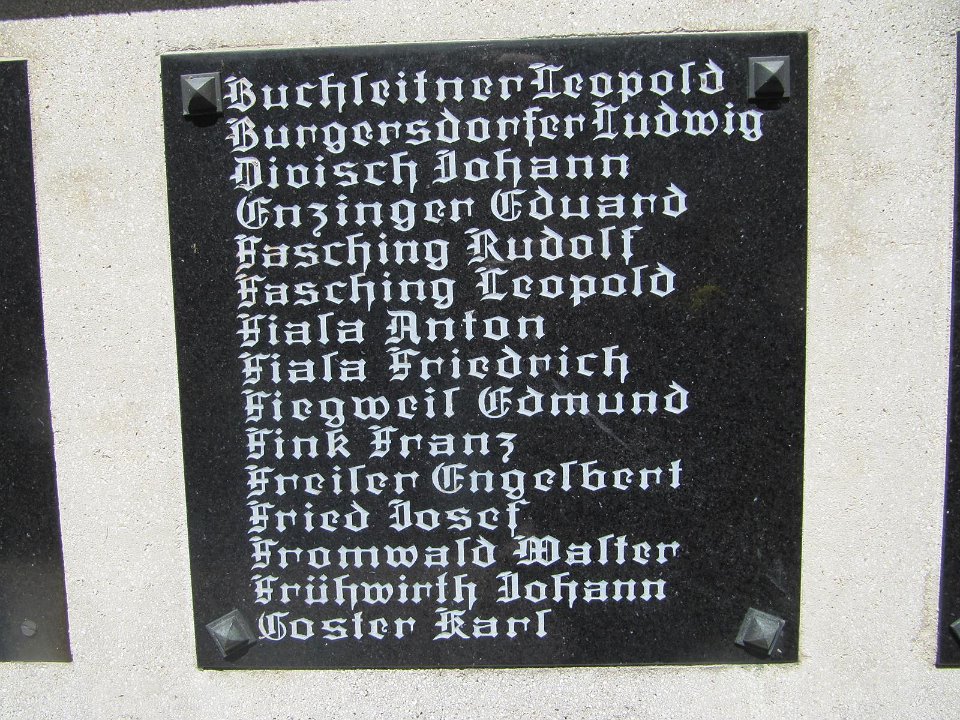 Buchleitner Leopold
Burgersdorfer Ludwig
Divisch Johann
Enzinger Eduard
Fasching Rudolf
Fasching Leopold
Fiala Anton
Fiala Friedrich
Fiegweil Edmund
Fink Franz
Freiler Engelbert
Fried Josef
Fromwald Walter
Frühwirth Johann
Goster Karl